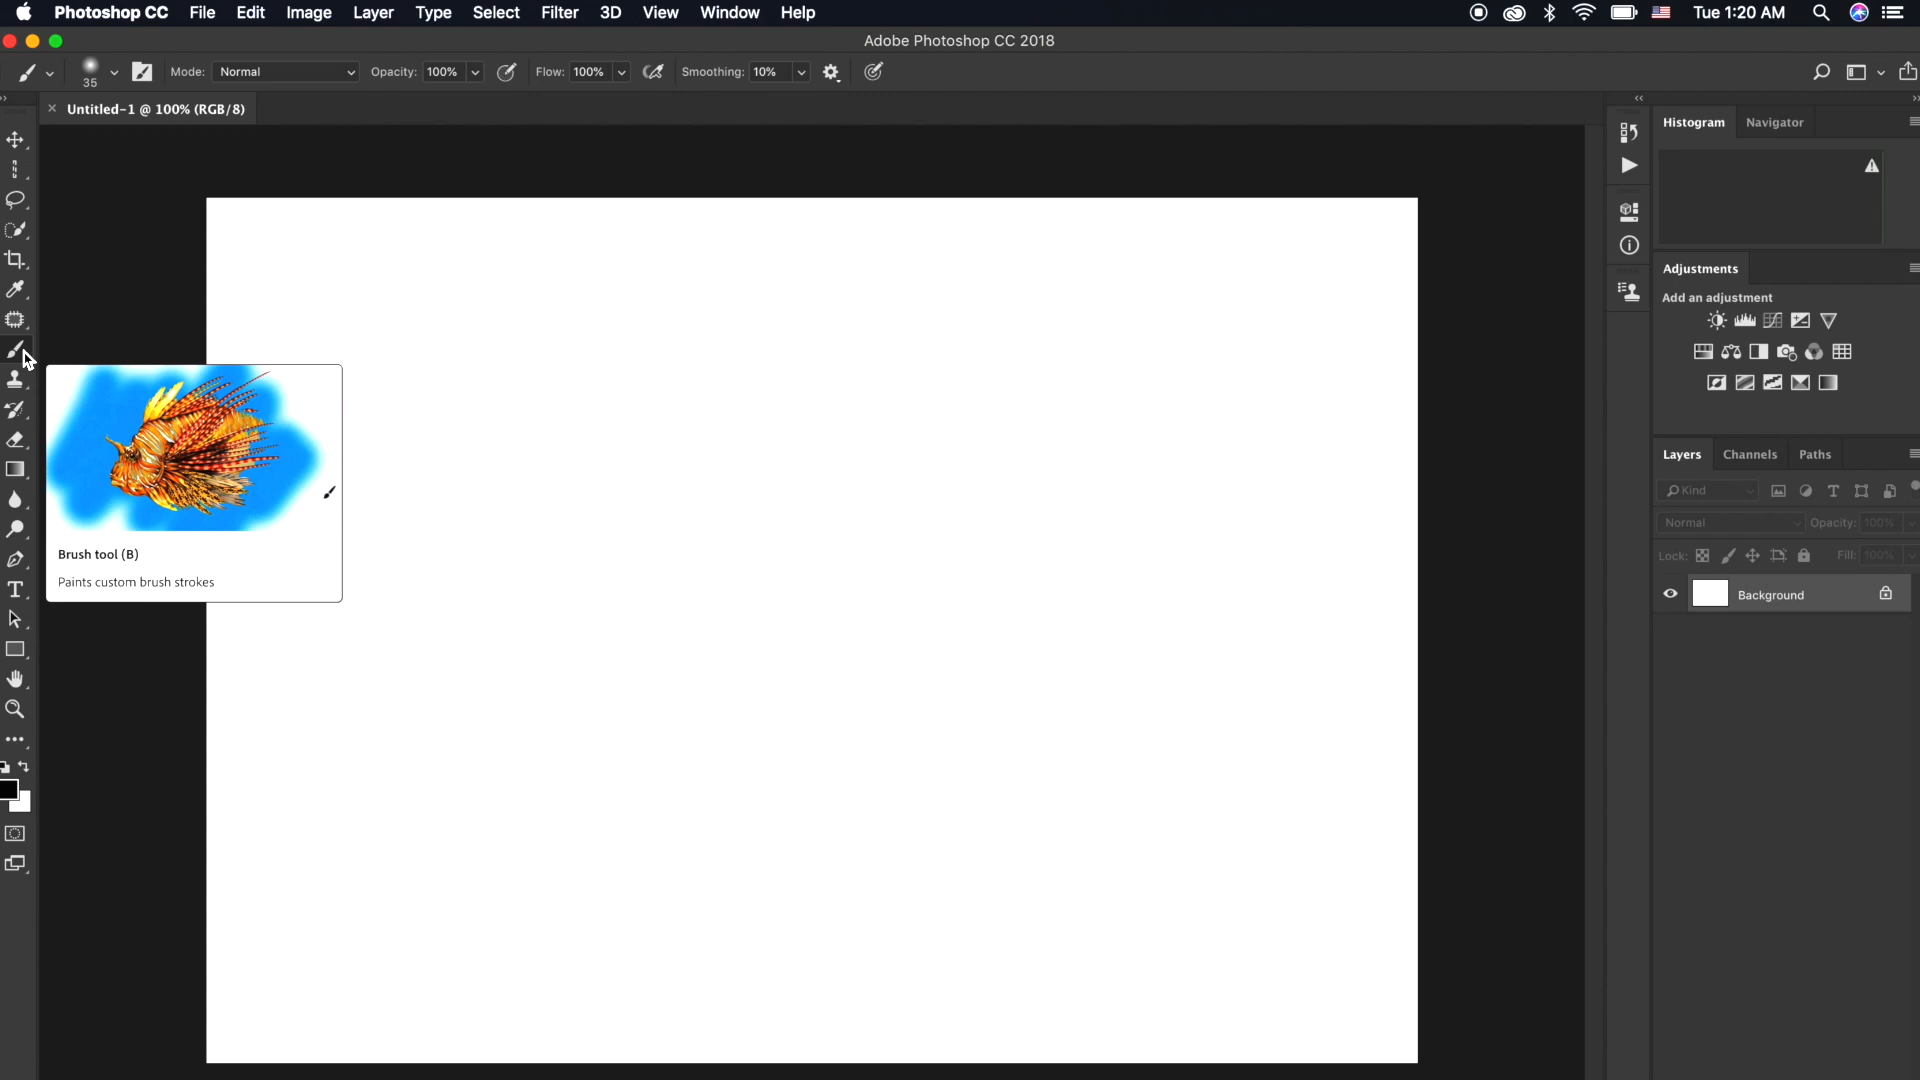 Photoshop CC File Edit Image Layer Type Select Filter 3D View Window Help Tue 1:20 AM
Adobe Photoshop CC 2018
35 Mode: Normal Opacity: 100% Flow: 100% Smoothing: 10%
Untitled-1 @ 100% (RGB/8)
Histogram Navigator
Adjustments
Add an adjustment
Layers Channels Paths
Kind
Normal Opacity: 100%
Lock: Fill: 100%
Background
Brush tool (B)
Paints custom brush strokes